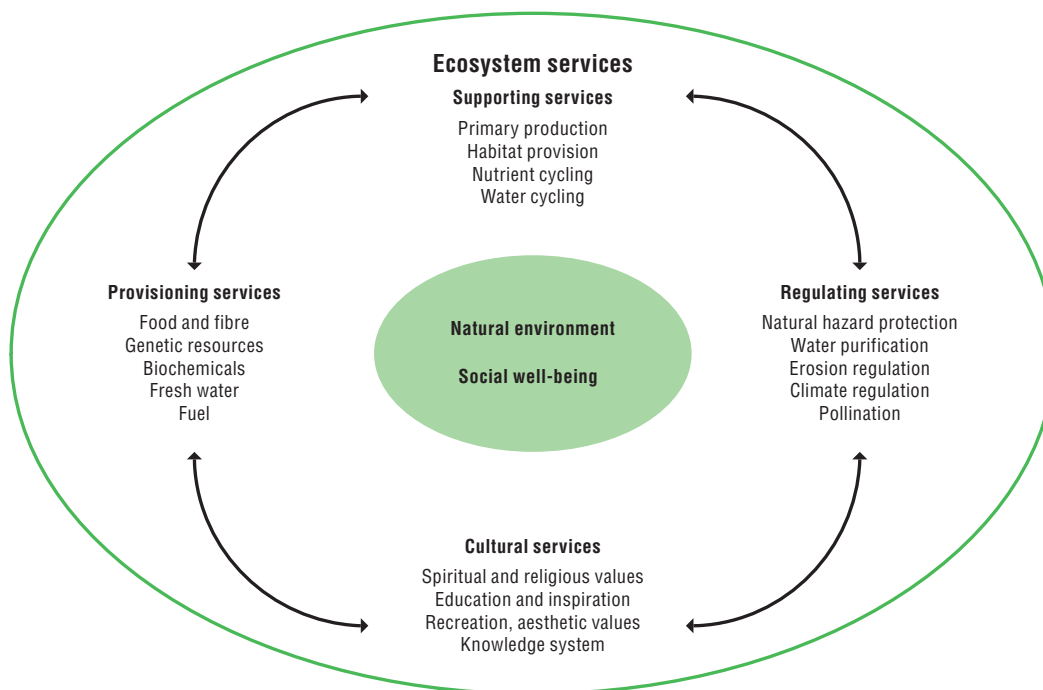 Ecosystem services
Supporting services
Primary production
Habitat provision
Nutrient cycling
Water cycling
Provisioning services
Food and fibre
Genetic resources
Biochemicals
Fresh water
Fuel
Natural environment
Social well-being
Regulating services
Natural hazard protection
Water purification
Erosion regulation
Climate regulation
Pollination
Cultural services
Spiritual and religious values
Education and inspiration
Recreation, aesthetic values
Knowledge system